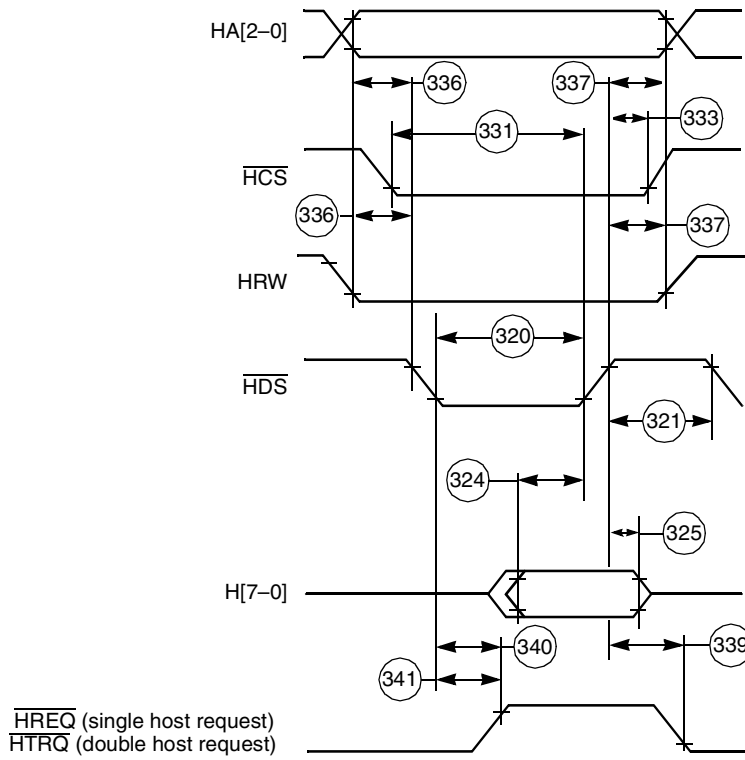 HA[2–0]
336
337
333
331
HCS
336
337
HRW
320
HDS
321
324
325
H[7–0]
340
339
341
HREQ (single host request)
HTRQ (double host request)